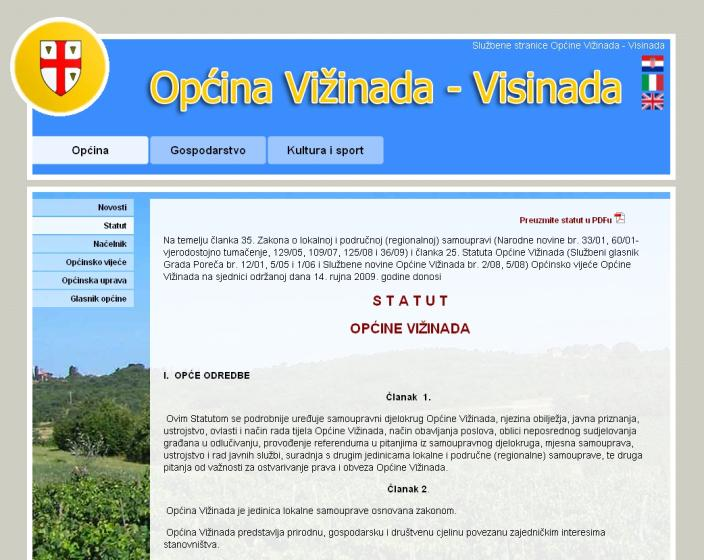 Službene stranice Općine Vižinada - Visinada
Općina Vižinada - Visinada
Općina
Gospodarstvo
Kultura i sport
Novosti
Statut
Načelnik
Općinsko vijeće
Općinska uprava
Glasnik općine
Preuzmite statut u PDFu
Na temelju članka 35. Zakona o lokalnoj i područnoj (regionalnoj) samoupravi (Narodne novine br. 33/01, 60/01-
vjerodostojno tumačenje, 129/05, 109/07, 125/08 i 36/09) i članka 25. Statuta Općine Vižinada (Službeni glasnik
Grada Poreča br. 12/01, 5/05 i 1/06 i Službene novine Općine Vižinada br. 2/08, 5/08) Općinsko vijeće Općine
Vižinada na sjednici održanoj dana 14. rujna 2009. godine donosi
S T A T U T
OPĆINE VIŽINADA
I. OPĆE ODREDBE
Članak 1.
Ovim Statutom se podrobnije uređuje samoupravni djelokrug Općine Vižinada, njezina obilježja, javna priznanja,
ustrojstvo, ovlasti i način rada tijela Općine Vižinada, način obavljanja poslova, oblici neposrednog sudjelovanja
građana u odlučivanju, provođenje referenduma u pitanjima iz samoupravnog djelokruga, mjesna samouprava,
ustrojstvo i rad javnih službi, suradnja s drugim jedinicama lokalne i područne (regionalne) samouprave, te druga
pitanja od važnosti za ostvarivanje prava i obveza Općine Vižinada.
Članak 2.
Općina Vižinada je jedinica lokalne samouprave osnovana zakonom.
Općina Vižinada predstavlja prirodnu, gospodarsku i društvenu cjelinu povezanu zajedničkim interesima
stanovništva.